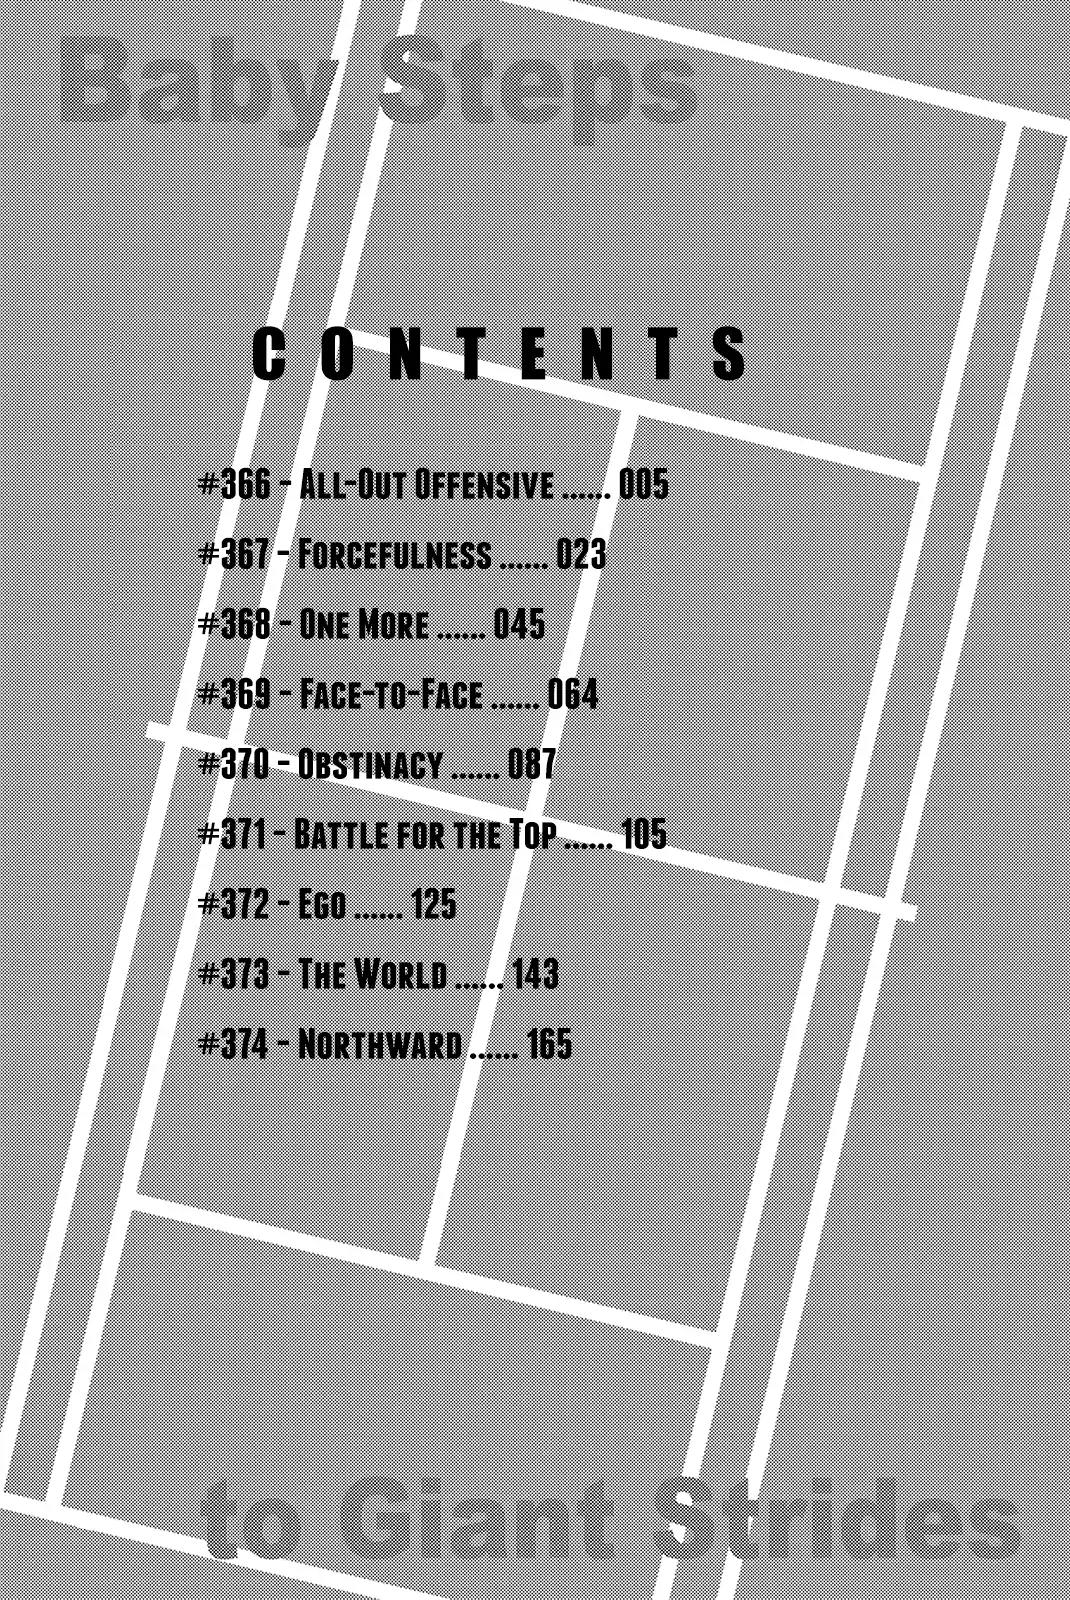 Baby Steps
CONTENTS
#366 - All-Out Offensive ...... 005
#367 - Forcefulness ...... 023
#368 - One More ...... 045
#369 - Face-to-Face ...... 064
#370 - Obstinacy ...... 087
#371 - Battle for the Top ...... 105
#372 - Ego ...... 125
#373 - The World ...... 143
#374 - Northward ...... 165
to Giant Strides